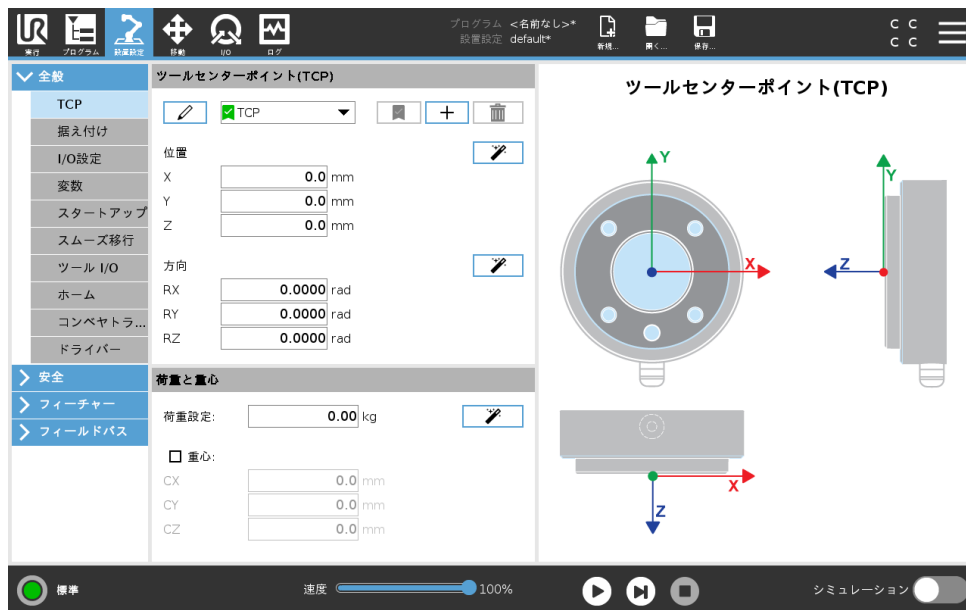 UR
実行
プログラム
設置設定
移動
I/O
ログ
プログラム <名前なし>*
設置設定 default*
新規...
開く...
保存...
C C
C C
全般
TCP
据え付け
I/O設定
変数
スタートアップ
スムーズ移行
ツール I/O
ホーム
コンベヤトラ...
ドライバー
安全
フィーチャー
フィールドバス
ツールセンターポイント(TCP)
TCP
位置
X 0.0 mm
Y 0.0 mm
Z 0.0 mm
方向
RX 0.0000 rad
RY 0.0000 rad
RZ 0.0000 rad
荷重と重心
荷重設定: 0.00 kg
重心:
CX 0.0 mm
CY 0.0 mm
CZ 0.0 mm
ツールセンターポイント(TCP)
Y
X
Y
Z
X
Z
標準
速度 100%
シミュレーション